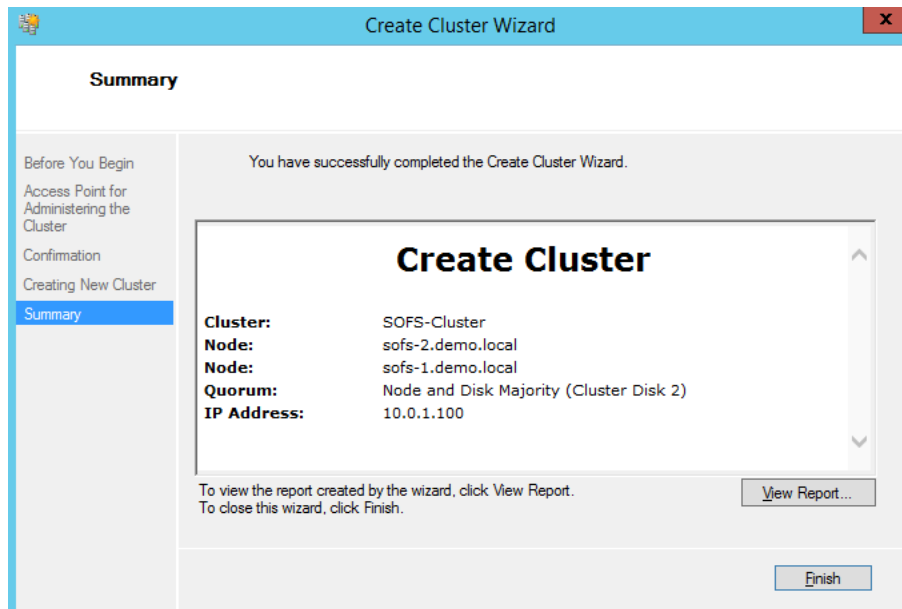 Create Cluster Wizard
x
Summary
Before You Begin
Access Point for
Administering the
Cluster
Confirmation
Creating New Cluster
Summary
You have successfully completed the Create Cluster Wizard.
Create Cluster
Cluster: SOFS-Cluster
Node: sofs-2.demo.local
Node: sofs-1.demo.local
Quorum: Node and Disk Majority (Cluster Disk 2)
IP Address: 10.0.1.100
To view the report created by the wizard, click View Report.
To close this wizard, click Finish.
View Report...
Finish